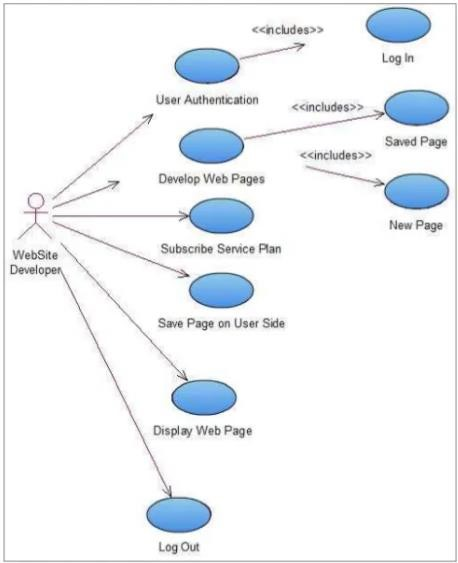 <<includes>>
Log In
User Authentication
<<includes>>
Saved Page
<<includes>>
Develop Web Pages
New Page
WebSite
Developer
Subscribe Service Plan
Save Page on User Side
Display Web Page
Log Out